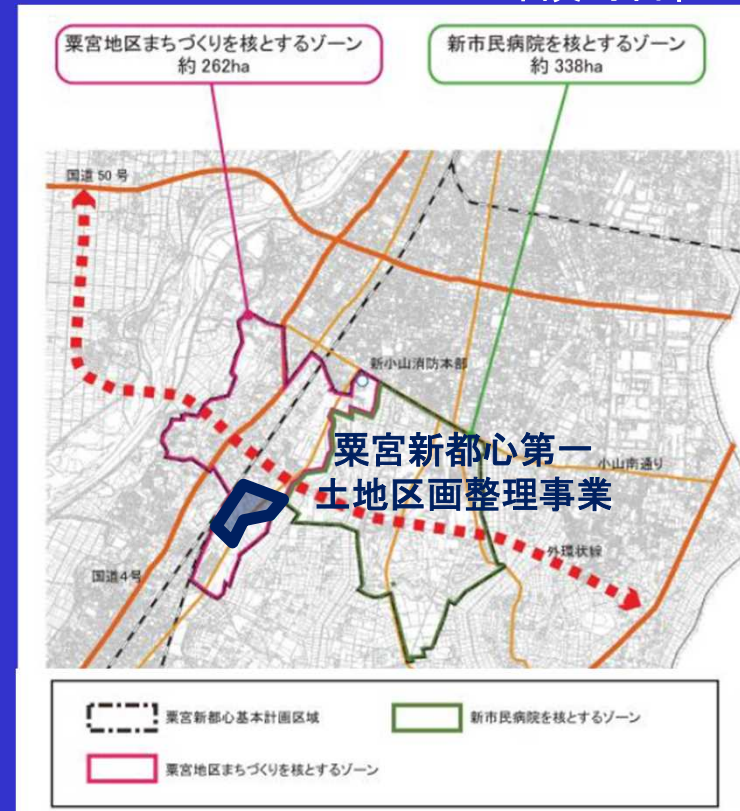 粟宮地区まちづくりを核とするゾーン
約 262ha
新市民病院を核とするゾーン
約 338ha
国道 50 号
新小山消防本部
粟宮新都心第一
土地区画整理事業
小山南通り
外環状線
国道4号
粟宮新都心基本計画区域
新市民病院を核とするゾーン
粟宮地区まちづくりを核とするゾーン